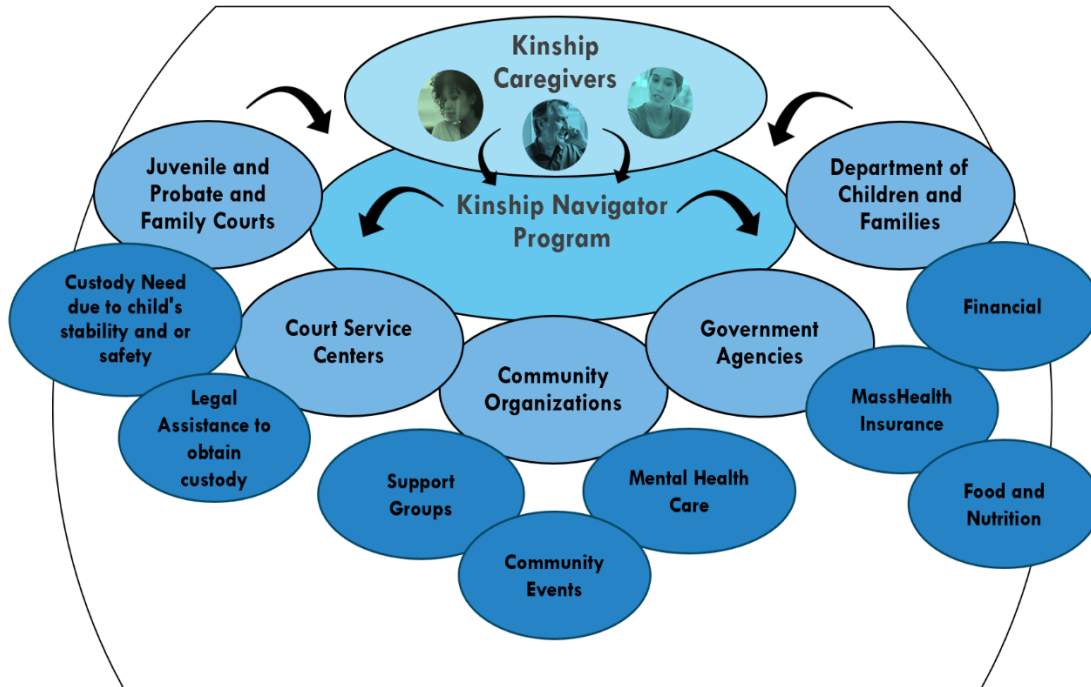 Kinship
Caregivers
Juvenile and
Probate and
Family Courts
Kinship Navigator
Program
Department of
Children and
Families
Custody Need
due to child's
stability and or
safety
Court Service
Centers
Community
Organizations
Government
Agencies
Financial
Legal
Assistance to
obtain
custody
Support
Groups
Community
Events
Mental Health
Care
MassHealth
Insurance
Food and
Nutrition